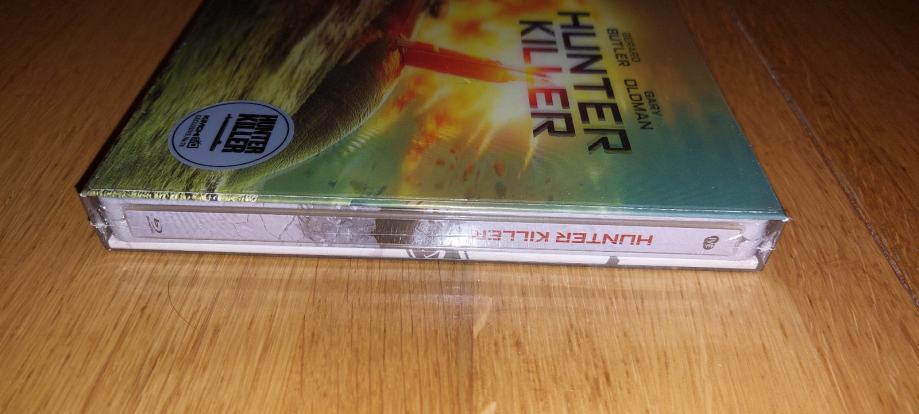 GERARD
BUTLER
GARY
OLDMAN
HUNTER
KILLER
HUNTER
KILLER
HUNTER KILLER